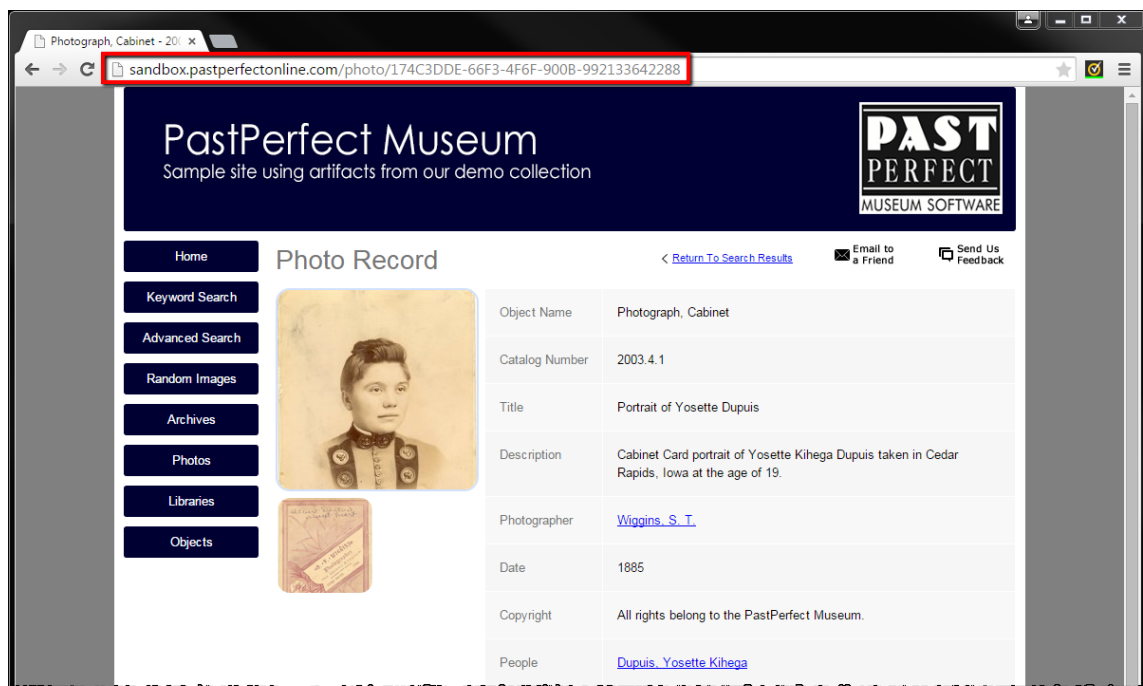 Photograph, Cabinet - 20
sandbox.pastperfectonline.com/photo/174C3DDE-66F3-4F6F-900B-992133642288
PastPerfect Museum
Sample site using artifacts from our demo collection
PAST
PERFECT
MUSEUM SOFTWARE
Home
Keyword Search
Advanced Search
Random Images
Archives
Photos
Libraries
Objects
Photo Record
< Return To Search Results
Email to
a Friend
Send Us
Feedback
Object Name Photograph, Cabinet
Catalog Number 2003.4.1
Title Portrait of Yosette Dupuis
Description Cabinet Card portrait of Yosette Kihega Dupuis taken in Cedar
Rapids, Iowa at the age of 19.
Photographer Wiggins, S. T.
Date 1885
Copyright All rights belong to the PastPerfect Museum.
People Dupuis, Yosette Kihega